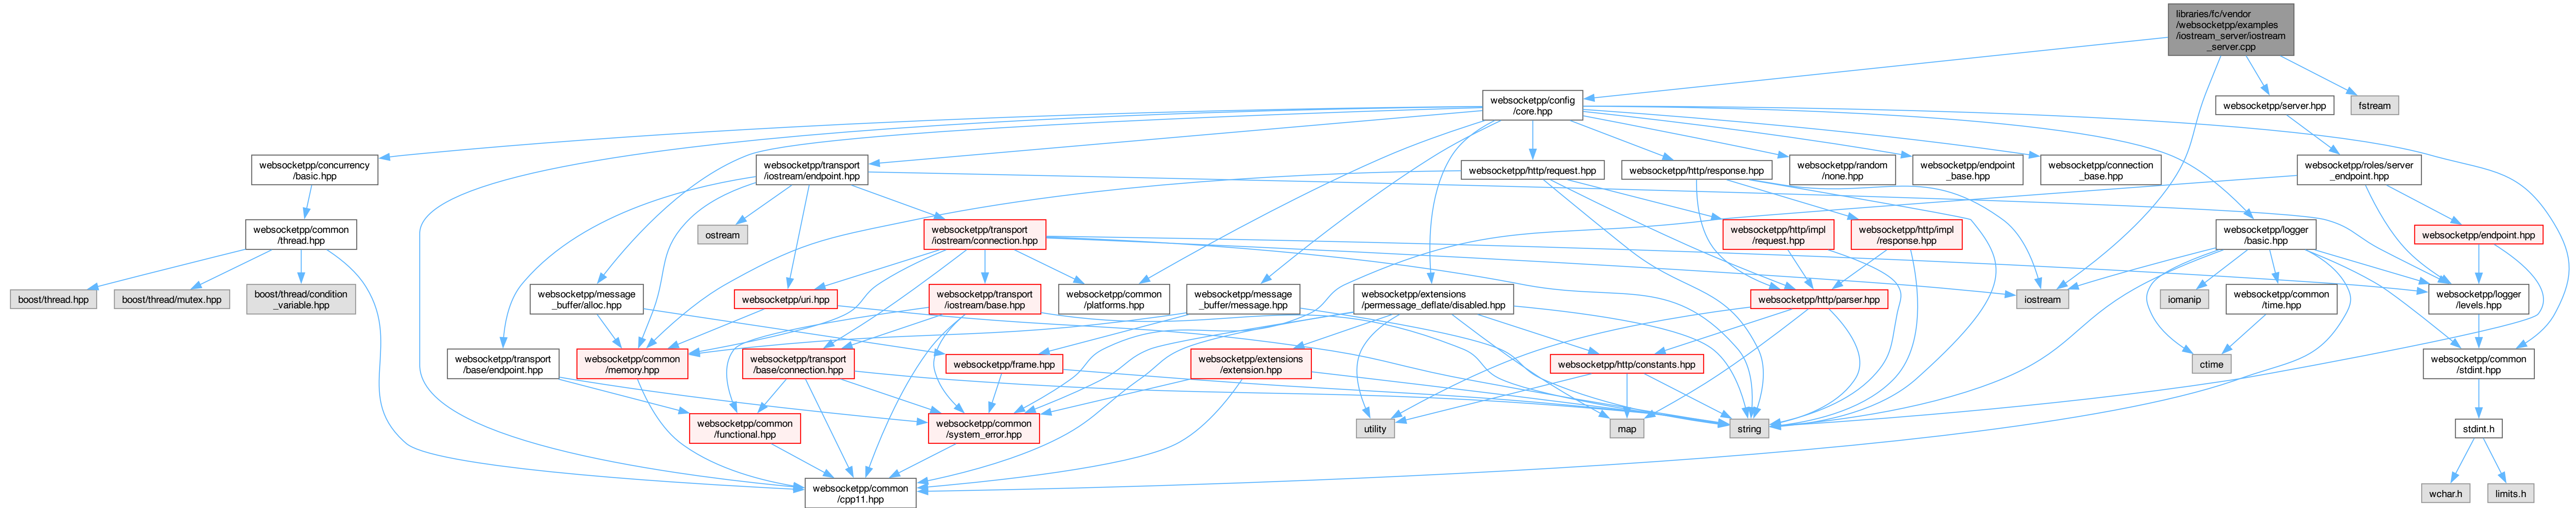 libraries/fc/vendor
/websocketpp/examples
/iostream_server/iostream
_server.cpp
websocketpp/config
/core.hpp
websocketpp/server.hpp
fstream
websocketpp/concurrency
/basic.hpp
websocketpp/transport
/iostream/endpoint.hpp
websocketpp/http/request.hpp
websocketpp/http/response.hpp
websocketpp/random
/none.hpp
websocketpp/endpoint
_base.hpp
websocketpp/connection
_base.hpp
websocketpp/roles/server
_endpoint.hpp
websocketpp/common
/thread.hpp
ostream
websocketpp/transport
/iostream/connection.hpp
websocketpp/http/impl
/request.hpp
websocketpp/http/impl
/response.hpp
websocketpp/logger
/basic.hpp
websocketpp/endpoint.hpp
boost/thread.hpp
boost/thread/mutex.hpp
boost/thread/condition
_variable.hpp
websocketpp/message
_buffer/alloc.hpp
websocketpp/uri.hpp
websocketpp/transport
/iostream/base.hpp
websocketpp/common
/platforms.hpp
websocketpp/message
_buffer/message.hpp
websocketpp/extensions
/permessage_deflate/disabled.hpp
websocketpp/http/parser.hpp
iostream
iomanip
websocketpp/common
/time.hpp
websocketpp/logger
/levels.hpp
websocketpp/transport
/base/endpoint.hpp
websocketpp/common
/memory.hpp
websocketpp/transport
/base/connection.hpp
websocketpp/frame.hpp
websocketpp/extensions
/extension.hpp
websocketpp/http/constants.hpp
ctime
websocketpp/common
/stdint.hpp
websocketpp/common
/functional.hpp
websocketpp/common
/system_error.hpp
utility
map
string
stdint.h
websocketpp/common
/cpp11.hpp
wchar.h
limits.h